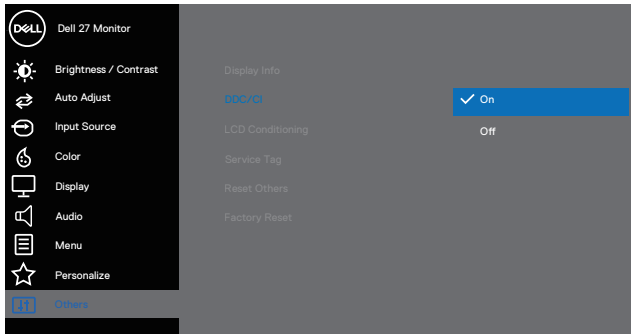 DELL
Dell 27 Monitor
Brightness / Contrast
Auto Adjust
Input Source
Color
Display
Audio
Menu
Personalize
Others
Display Info
DDC/CI
LCD Conditioning
Service Tag
Reset Others
Factory Reset
On
Off